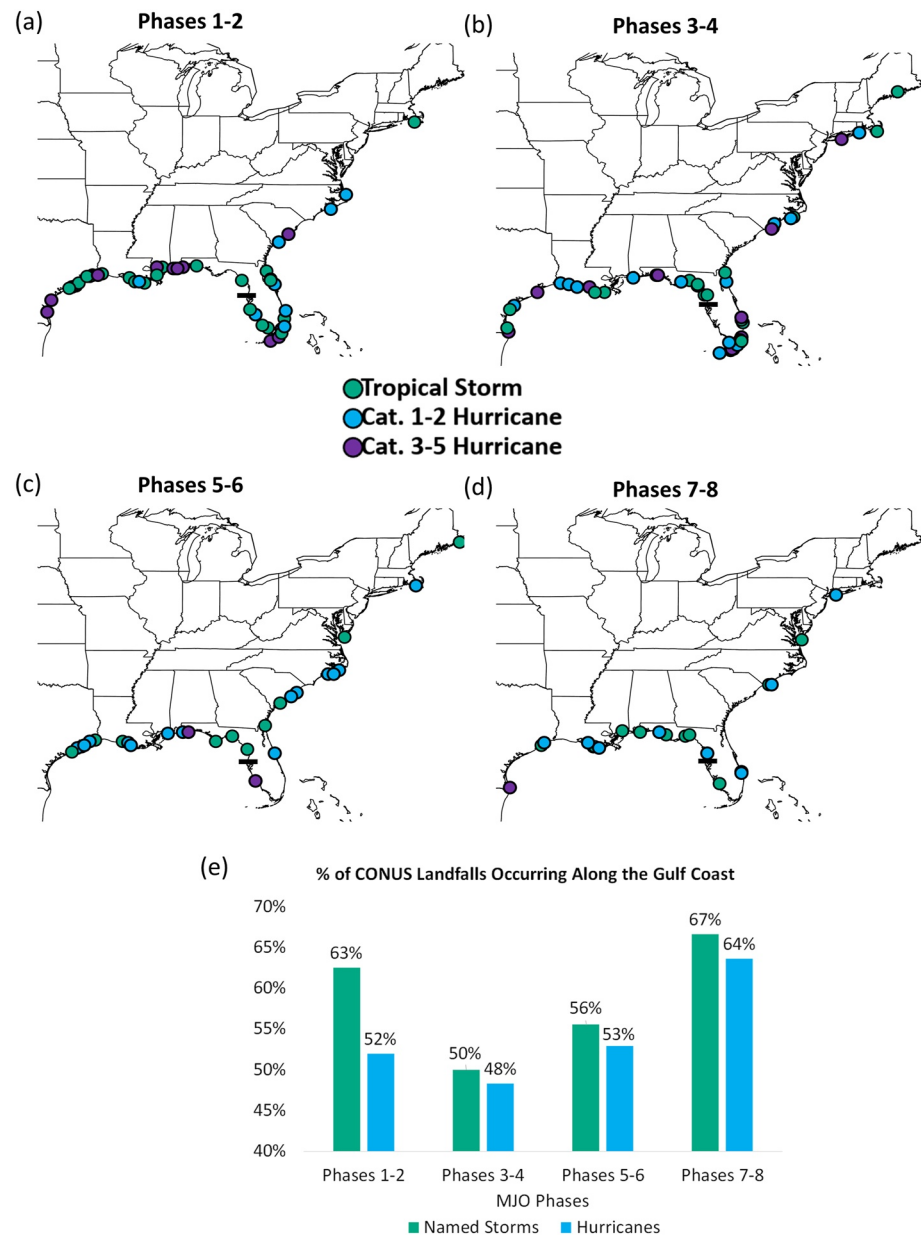 (a)
Phases 1-2
(b)
Phases 3-4
Tropical Storm
Cat. 1-2 Hurricane
Cat. 3-5 Hurricane
(c)
Phases 5-6
(d)
Phases 7-8
(e)
% of CONUS Landfalls Occurring Along the Gulf Coast
70%
65%
60%
55%
50%
45%
40%
63%
52%
50%
48%
56%
53%
67%
64%
Phases 1-2 Phases 3-4 Phases 5-6 Phases 7-8
MJO Phases
Named Storms Hurricanes